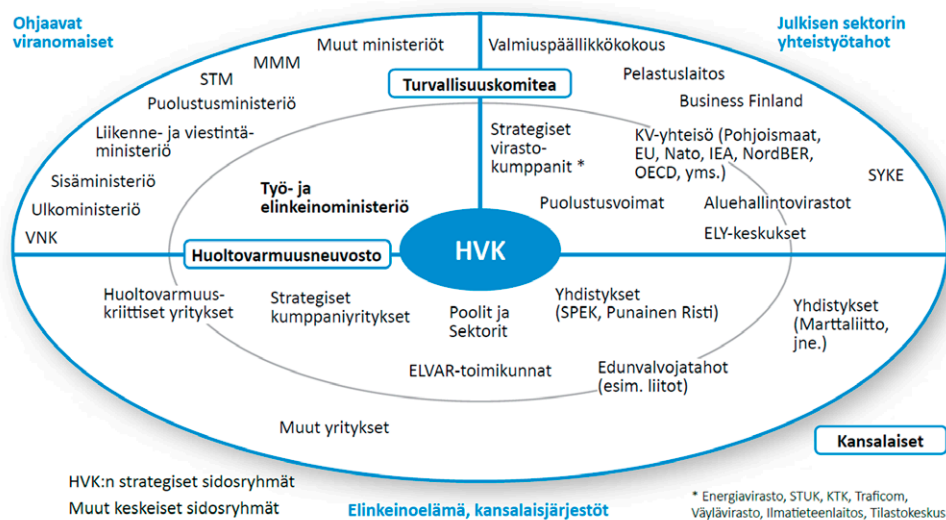 Ohjaavat
viranomaiset
Julkisen sektorin
yhteistyötahot
Muut ministeriöt
MMM
STM
Puolustusministeriö
Liikenne- ja viestintä-
ministeriö
Sisäministeriö
Ulkoministeriö
VNK
Työ- ja
elinkeinoministeriö
Turvallisuuskomitea
Valmiuspäällikkökokous
Pelastuslaitos
Business Finland
Strategiset
virasto-
kumppanit *
KV-yhteisö (Pohjoismaat,
EU, Nato, IEA, NordBER,
OECD, yms.)
SYKE
Puolustusvoimat
Aluehallintovirastot
ELY-keskukset
Huoltovarmuusneuvosto
HVK
Huoltovarmuus-
kriittiset yritykset
Strategiset
kumppaniyritykset
Poolit ja
Sektorit
Yhdistykset
(SPEK, Punainen Risti)
Yhdistykset
(Marttaliitto,
jne.)
ELVAR-toimikunnat
Edunvalvojatahot
(esim. liitot)
Muut yritykset
Kansalaiset
HVK:n strategiset sidosryhmät
Muut keskeiset sidosryhmät
Elinkeinoelämä, kansalaisjärjestöt
* Energiavirasto, STUK, KTK, Traficom,
Väylävirasto, Ilmatieteenlaitos, Tilastokeskus